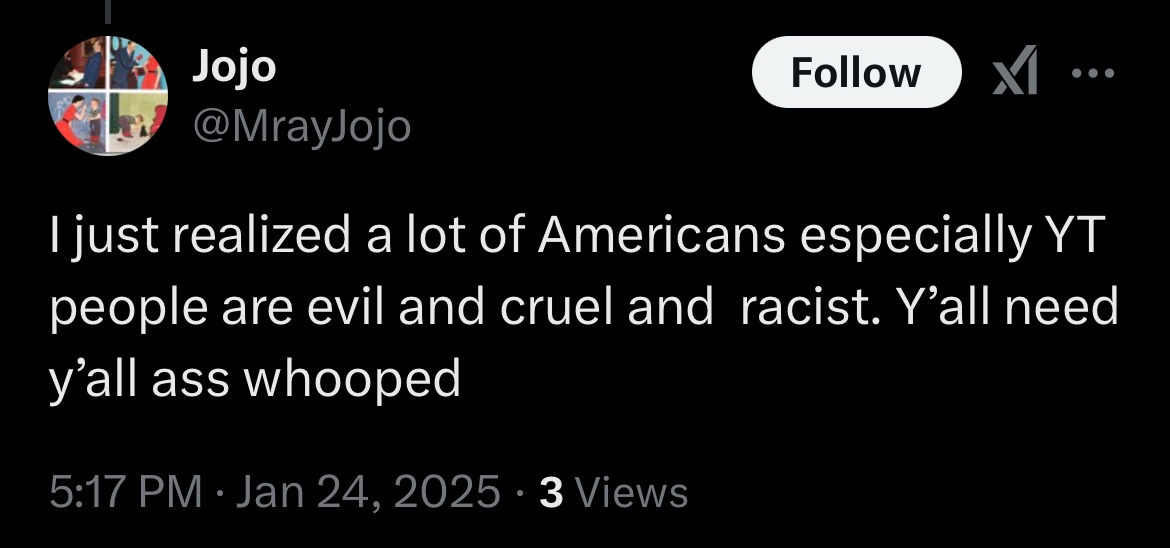 Jojo
Follow
@MrayJojo
I just realized a lot of Americans especially YT
people are evil and cruel and  racist. Y’all need
y’all ass whooped
5:17 PM · Jan 24, 2025 · 3 Views